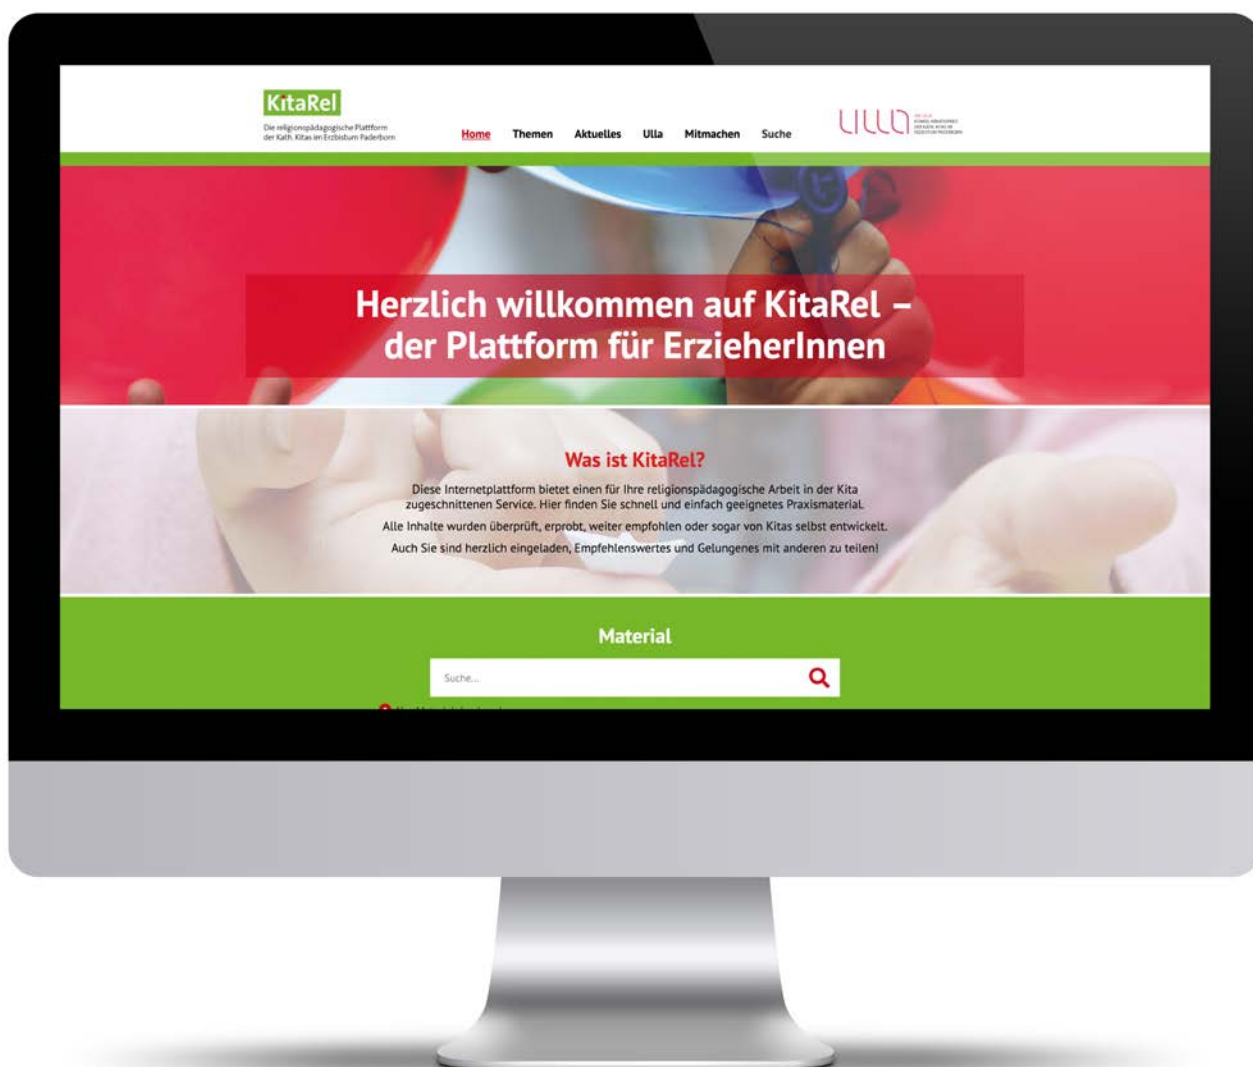 KitaRel
Die religionspädagogische Plattform
der Kath. Kitas im Erzbistum Paderborn
Home Themen Aktuelles Ulla Mitmachen Suche
Herzlich willkommen auf KitaRel –
der Plattform für ErzieherInnen
Was ist KitaRel?
Diese Internetplattform bietet einen für Ihre religionspädagogische Arbeit in der Kita
zugeschnittenen Service. Hier finden Sie schnell und einfach geeignetes Praxismaterial.
Alle Inhalte wurden überprüft, erprobt, weiter empfohlen oder sogar von Kitas selbst entwickelt.
Auch Sie sind herzlich eingeladen, Empfehlenswertes und Gelungenes mit anderen zu teilen!
Material
Suche...